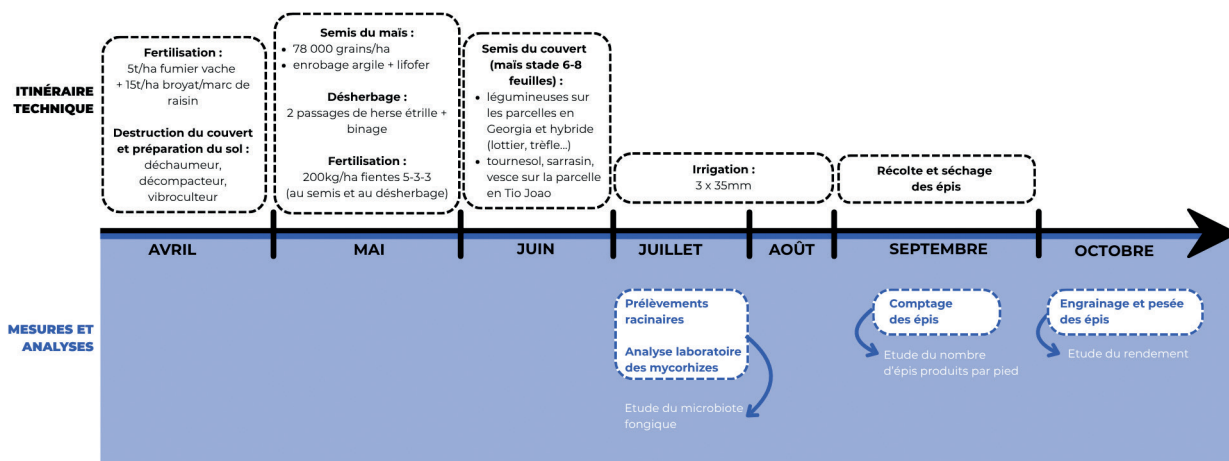 ITINÉRAIRE
TECHNIQUE
Fertilisation :
5t/ha fumier vache
+ 15t/ha broyat/marc de
raisin
Destruction du couvert
et préparation du sol :
déchaumeur,
décompacteur,
vibroculteur
Semis du maïs :
• 78 000 grains/ha
• enrobage argile + lifofer
Désherbage :
2 passages de herse étrille +
binage
Fertilisation :
200kg/ha fientes 5-3-3
(au semis et au désherbage)
Semis du couvert
(maïs stade 6-8
feuilles) :
• légumineuses sur
les parcelles en
Georgia et hybride
(lottier, trèfle...)
• tournesol, sarrasin,
vesce sur la parcelle
en Tio Joao
Irrigation :
3 x 35mm
Récolte et séchage
des épis
AVRIL
MAI
JUIN
JUILLET
AOÛT
SEPTEMBRE
OCTOBRE
MESURES ET
ANALYSES
Prélèvements
racinaires
Analyse laboratoire
des mycorhizes
Etude du microbiote
fongique
Comptage
des épis
Etude du nombre
d'épis produits par pied
Engrainage et pesée
des épis
Etude du rendement